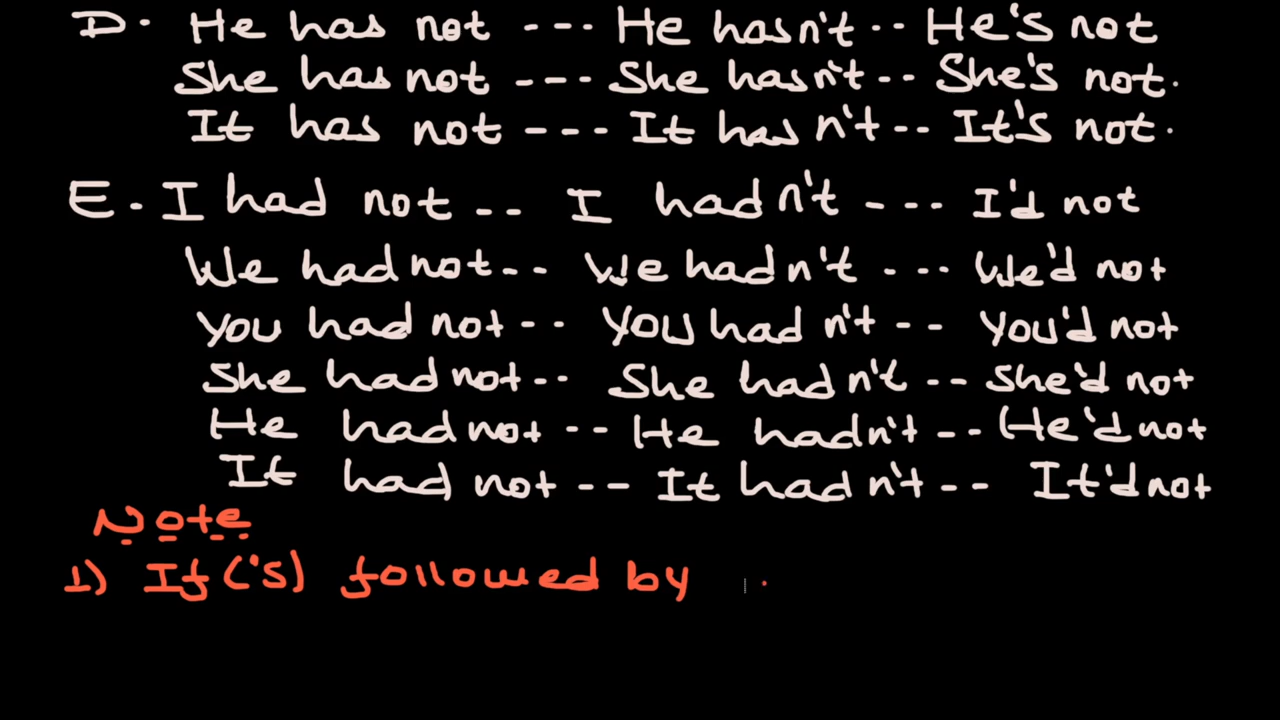 D. He has not --- He hasn't -- He's not
She has not --- She hasn't -- She's not.
It has not --- It hasn't -- It's not.
E. I had not -- I hadn't --- I'd not
We had not -- We hadn't --- We'd not
You had not -- You hadn't -- You'd not
She had not -- She hadn't -- She'd not
He had not -- He hadn't -- He'd not
It had not -- It hadn't -- It'd not
Note
1) If ('s) followed by